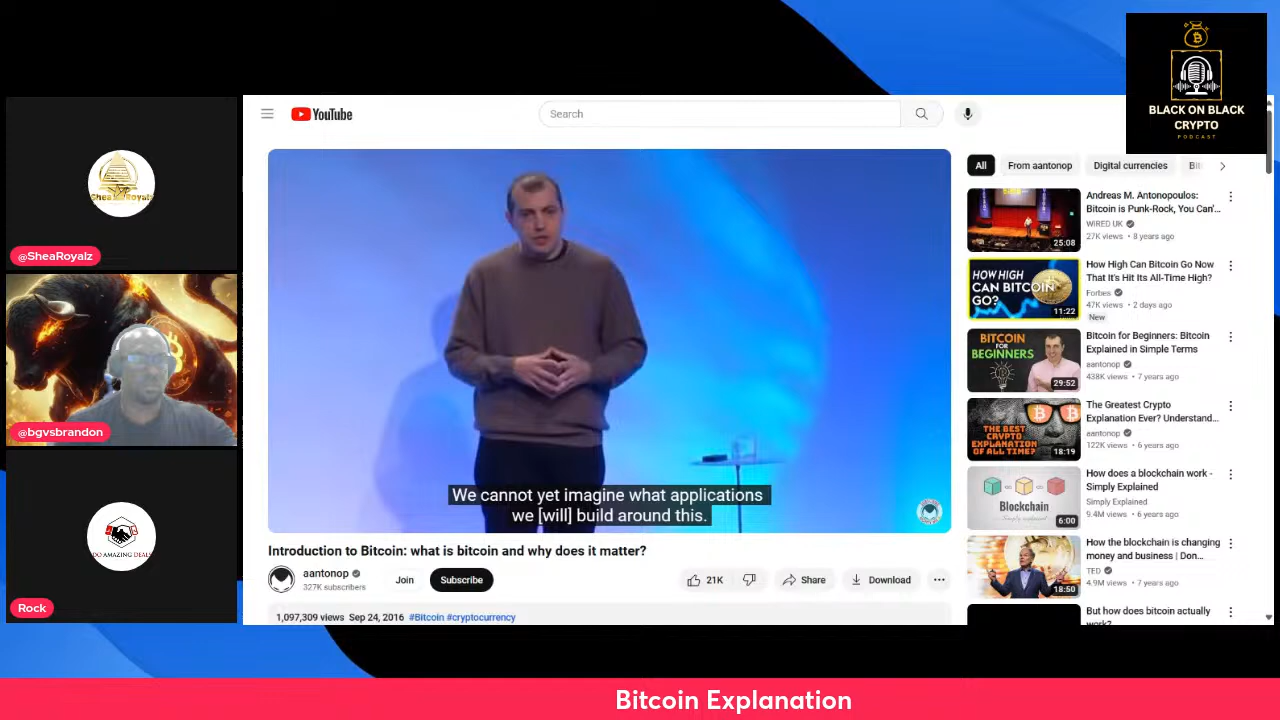 BLACK ON BLACK
CRYPTO
PODCAST
YouTube
Search
Shea Royalz
@SheaRoyalz
@bgvsbrandon
DO AMAZING DEALS
Rock
We cannot yet imagine what applications
we [will] build around this.
Introduction to Bitcoin: what is bitcoin and why does it matter?
aantonop
327K subscribers
Join
Subscribe
21K
Share
Download
1,097,309 views Sep 24, 2016 #Bitcoin #cryptocurrency
All
From aantonop
Digital currencies
25:08
Andreas M. Antonopoulos:
Bitcoin is Punk-Rock, You Can'...
WIRED UK
27K views • 8 years ago
HOW HIGH
CAN BITCOIN
GO?
11:22
How High Can Bitcoin Go Now
That It's Hit Its All-Time High?
Forbes
47K views • 2 days ago
New
BITCOIN
FOR
BEGINNERS
29:52
Bitcoin for Beginners: Bitcoin
Explained in Simple Terms
aantonop
438K views • 7 years ago
THE BEST
CRYPTO
EXPLANATION
OF ALL TIME?
18:19
The Greatest Crypto
Explanation Ever? Understand...
aantonop
122K views • 6 years ago
Blockchain
Simply explained
6:00
How does a blockchain work -
Simply Explained
Simply Explained
9.4M views • 6 years ago
18:50
How the blockchain is changing
money and business | Don...
TED
4.9M views • 7 years ago
But how does bitcoin actually
work?
Bitcoin Explanation